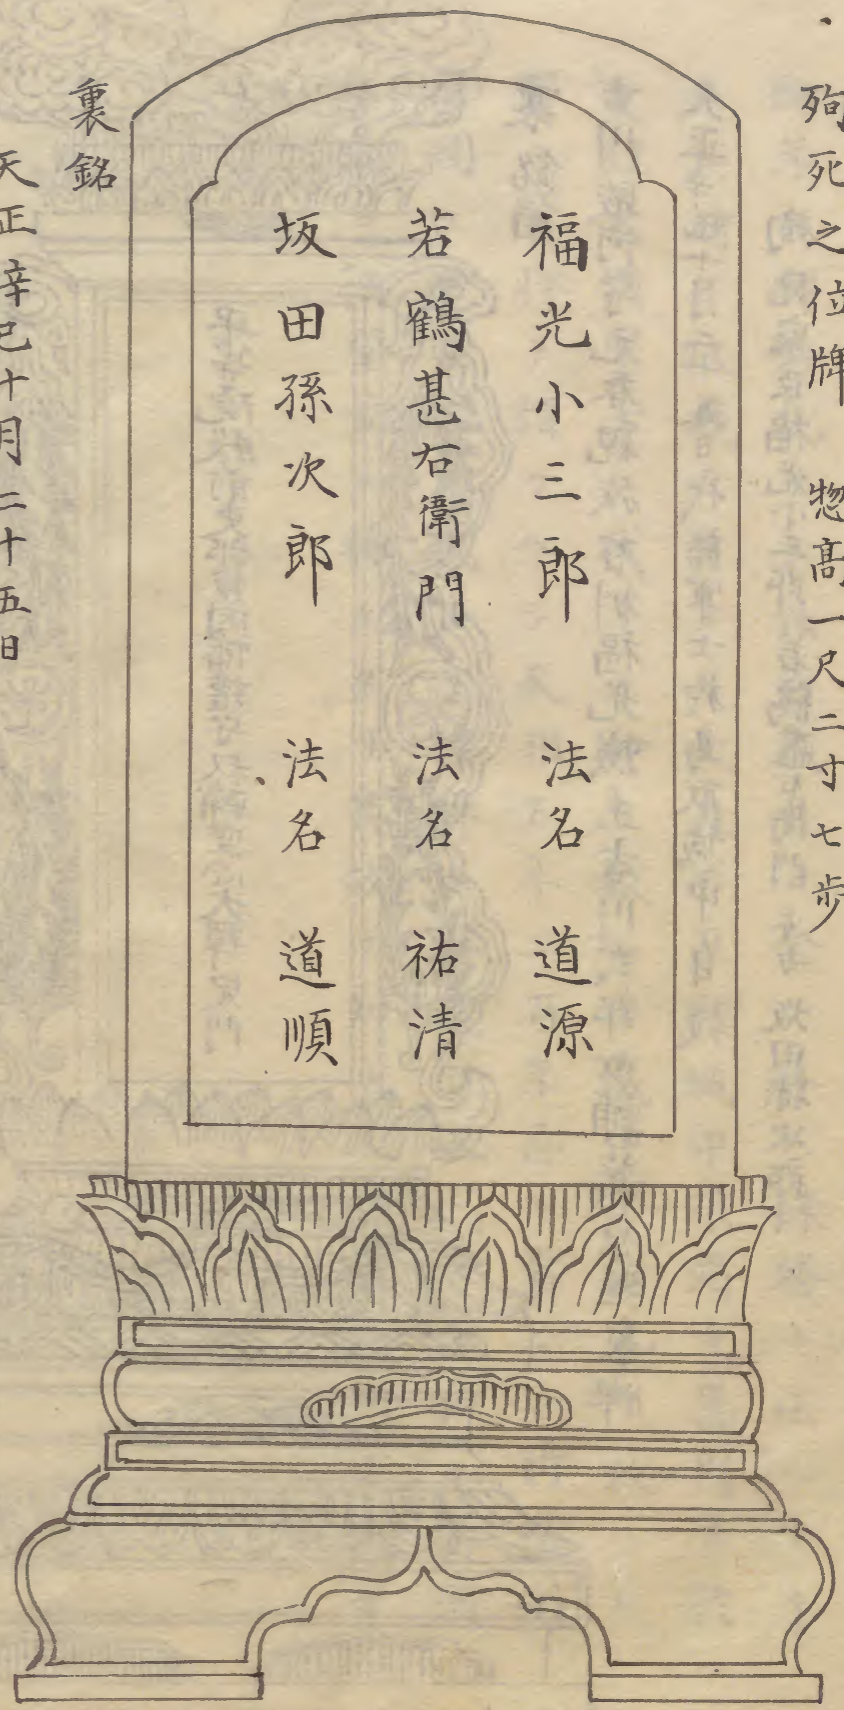 殉死之位牌　惣髙一尺二寸七歩
福光小三郎　法名　道源
若鶴甚右衛門　法名　祐清
坂田孫次郎　法名　道順
裏銘
天正辛巳十月二十五日